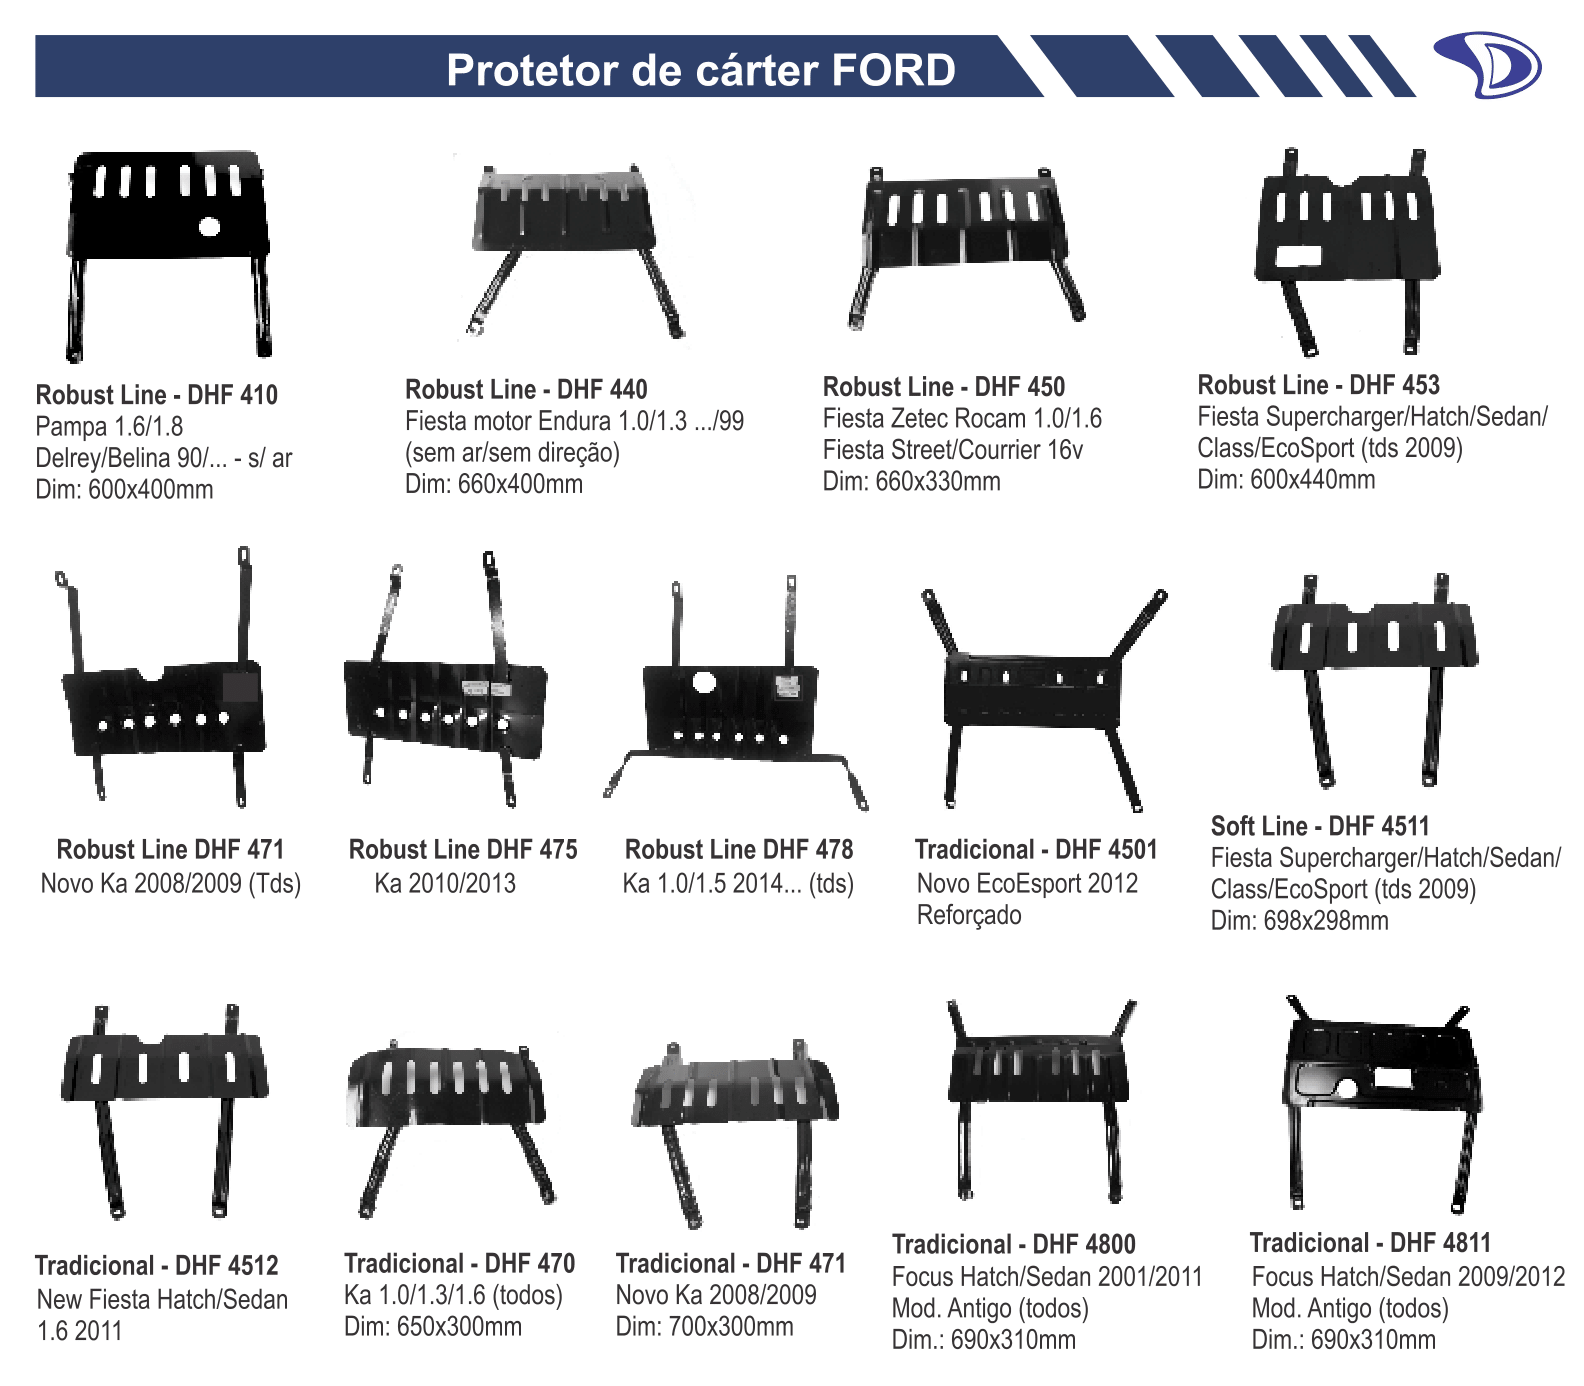 Protetor de cárter FORD
Robust Line - DHF 410
Pampa 1.6/1.8
Delrey/Belina 90/... - s/ ar
Dim: 600x400mm
Robust Line - DHF 440
Fiesta motor Endura 1.0/1.3 .../99
(sem ar/sem direção)
Dim: 660x400mm
Robust Line - DHF 450
Fiesta Zetec Rocam 1.0/1.6
Fiesta Street/Courrier 16v
Dim: 660x330mm
Robust Line - DHF 453
Fiesta Supercharger/Hatch/Sedan/
Class/EcoSport (tds 2009)
Dim: 600x440mm
Robust Line DHF 471
Novo Ka 2008/2009 (Tds)
Robust Line DHF 475
Ka 2010/2013
Robust Line DHF 478
Ka 1.0/1.5 2014... (tds)
Tradicional - DHF 4501
Novo EcoEsport 2012
Reforçado
Soft Line - DHF 4511
Fiesta Supercharger/Hatch/Sedan/
Class/EcoSport (tds 2009)
Dim: 698x298mm
Tradicional - DHF 4512
New Fiesta Hatch/Sedan
1.6 2011
Tradicional - DHF 470
Ka 1.0/1.3/1.6 (todos)
Dim: 650x300mm
Tradicional - DHF 471
Novo Ka 2008/2009
Dim: 700x300mm
Tradicional - DHF 4800
Focus Hatch/Sedan 2001/2011
Mod. Antigo (todos)
Dim.: 690x310mm
Tradicional - DHF 4811
Focus Hatch/Sedan 2009/2012
Mod. Antigo (todos)
Dim.: 690x310mm